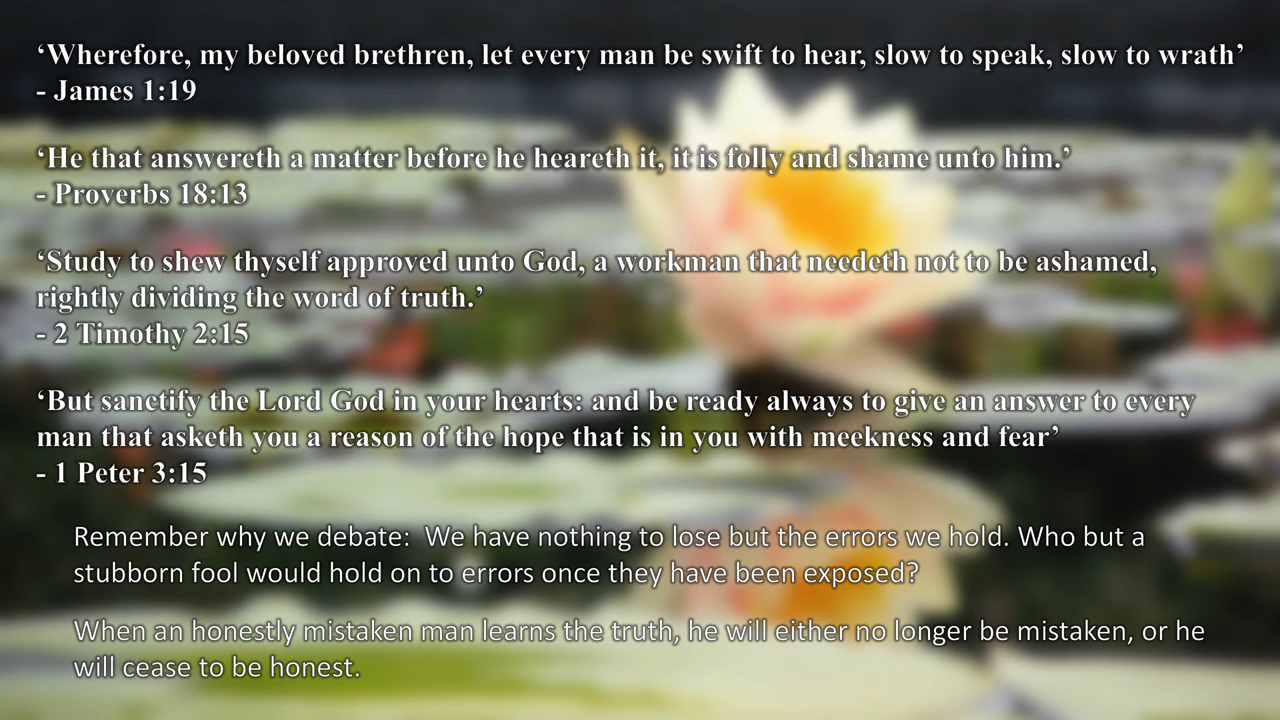 ‘Wherefore, my beloved brethren, let every man be swift to hear, slow to speak, slow to wrath’
- James 1:19
‘He that answereth a matter before he heareth it, it is folly and shame unto him.’
- Proverbs 18:13
‘Study to shew thyself approved unto God, a workman that needeth not to be ashamed,
rightly dividing the word of truth.’
- 2 Timothy 2:15
‘But sanctify the Lord God in your hearts: and be ready always to give an answer to every
man that asketh you a reason of the hope that is in you with meekness and fear’
- 1 Peter 3:15
Remember why we debate:  We have nothing to lose but the errors we hold. Who but a
stubborn fool would hold on to errors once they have been exposed?
When an honestly mistaken man learns the truth, he will either no longer be mistaken, or he
will cease to be honest.